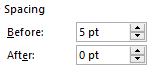 Spacing
Before: 5 pt
After: 0 pt